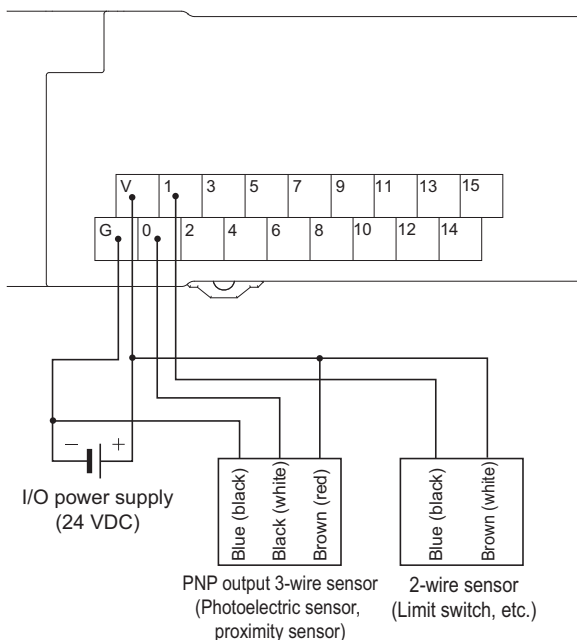 V 1 3 5 7 9 11 13 15
G 0 2 4 6 8 10 12 14
− +
I/O power supply
(24 VDC)
Blue (black)
Black (white)
Brown (red)
Blue (black)
Brown (white)
PNP output 3-wire sensor
(Photoelectric sensor,
proximity sensor)
2-wire sensor
(Limit switch, etc.)